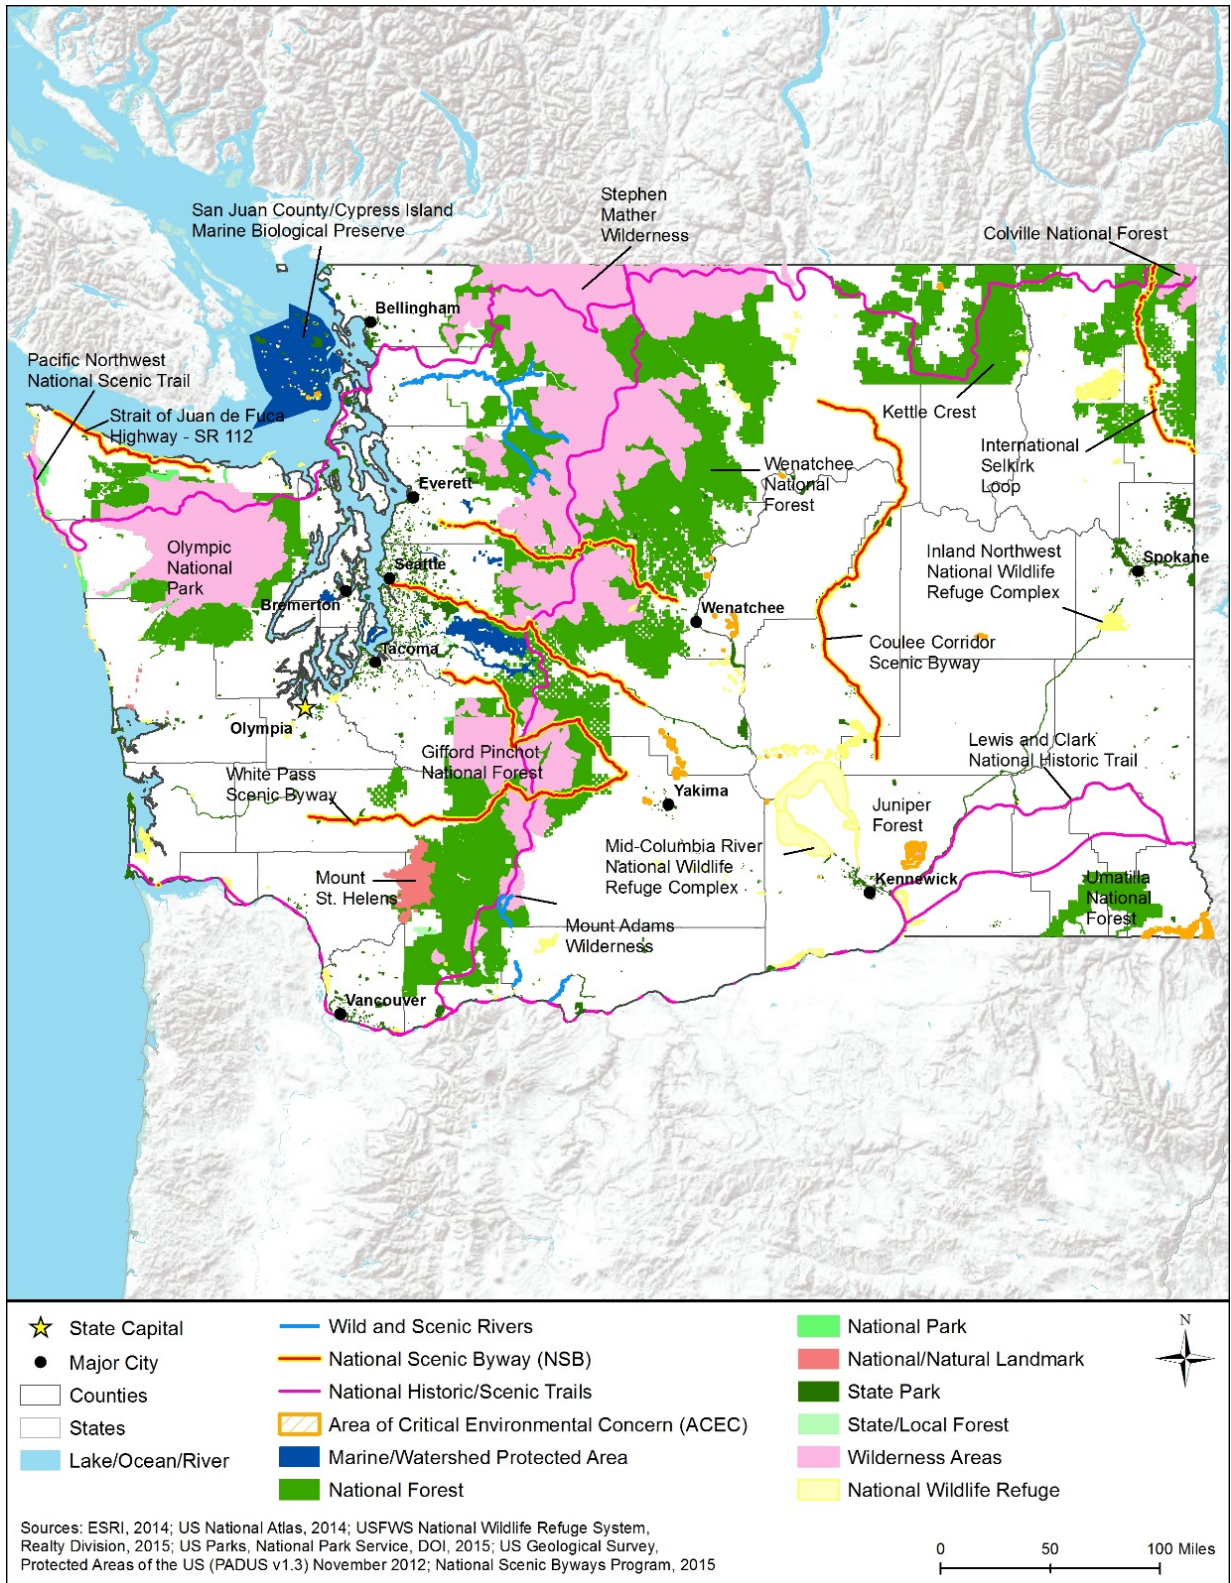 San Juan County/Cypress Island
Marine Biological Preserve
Stephen
Mather
Wilderness
Colville National Forest
Bellingham
Pacific Northwest
National Scenic Trail
Strait of Juan de Fuca
Highway - SR 112
Kettle Crest
International
Selkirk
Loop
Wenatchee
National
Forest
Everett
Olympic
National
Park
Seattle
Bremerton
Inland Northwest
National Wildlife
Refuge Complex
Spokane
Wenatchee
Coulee Corridor
Scenic Byway
Tacoma
Olympia
Gifford Pinchot
National Forest
Lewis and Clark
National Historic Trail
White Pass
Scenic Byway
Yakima
Juniper
Forest
Mid-Columbia River
National Wildlife
Refuge Complex
Mount
St. Helens
Kennewick
Umatilla
National
Forest
Mount Adams
Wilderness
Vancouver
State Capital
Major City
Counties
States
Lake/Ocean/River
Wild and Scenic Rivers
National Scenic Byway (NSB)
National Historic/Scenic Trails
Area of Critical Environmental Concern (ACEC)
Marine/Watershed Protected Area
National Forest
National Park
National/Natural Landmark
State Park
State/Local Forest
Wilderness Areas
National Wildlife Refuge
N
Sources: ESRI, 2014; US National Atlas, 2014; USFWS National Wildlife Refuge System,
Realty Division, 2015; US Parks, National Park Service, DOI, 2015; US Geological Survey,
Protected Areas of the US (PADUS v1.3) November 2012; National Scenic Byways Program, 2015
0 50 100 Miles